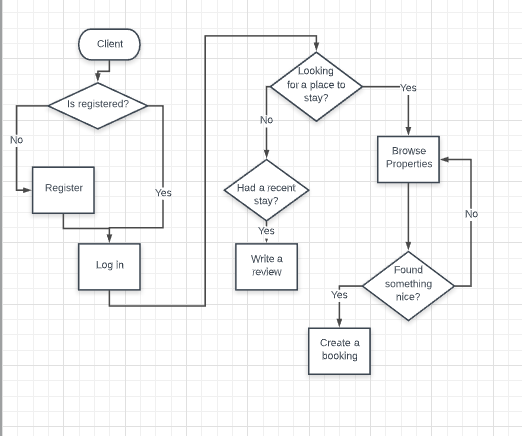 Client
Is registered?
No
Register
Yes
Log in
Looking
for a place to
stay?
Yes
No
Browse
Properties
Had a recent
stay?
Yes
Write a
review
No
Found
something
nice?
Yes
Create a
booking